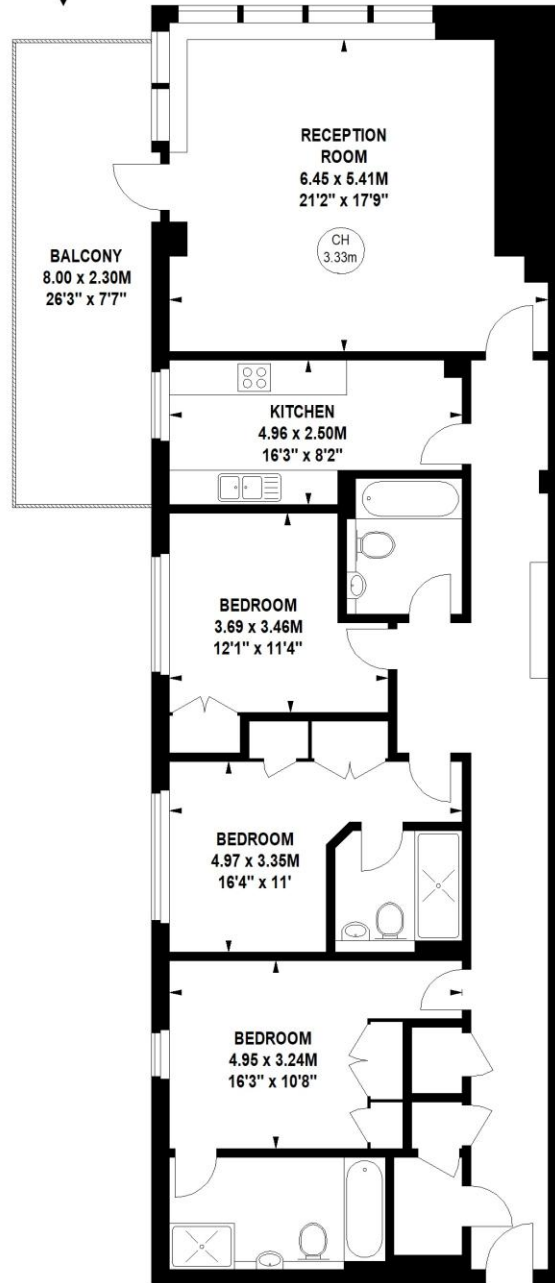 RECEPTION
ROOM
6.45 x 5.41M
21'2" x 17'9"
CH
3.33m
BALCONY
8.00 x 2.30M
26'3" x 7'7"
KITCHEN
4.96 x 2.50M
16'3" x 8'2"
BEDROOM
3.69 x 3.46M
12'1" x 11'4"
BEDROOM
4.97 x 3.35M
16'4" x 11'
BEDROOM
4.95 x 3.24M
16'3" x 10'8"